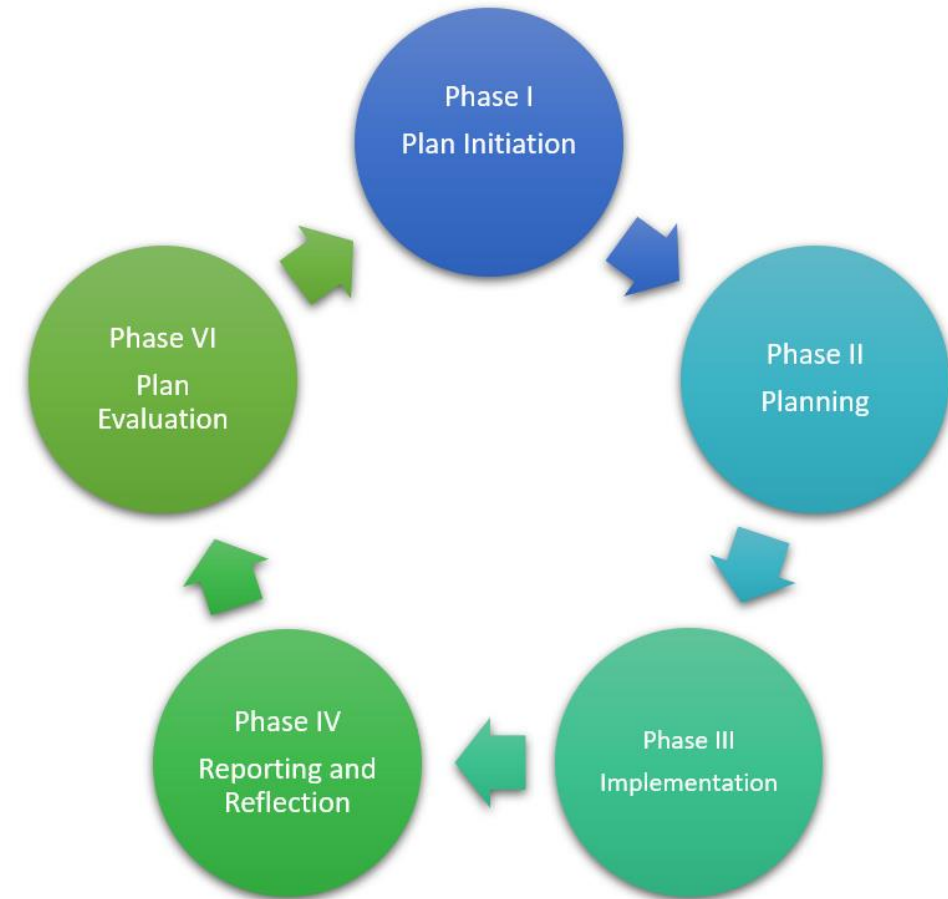 Phase I
Plan Initiation
Phase II
Planning
Phase III
Implementation
Phase IV
Reporting and
Reflection
Phase VI
Plan
Evaluation